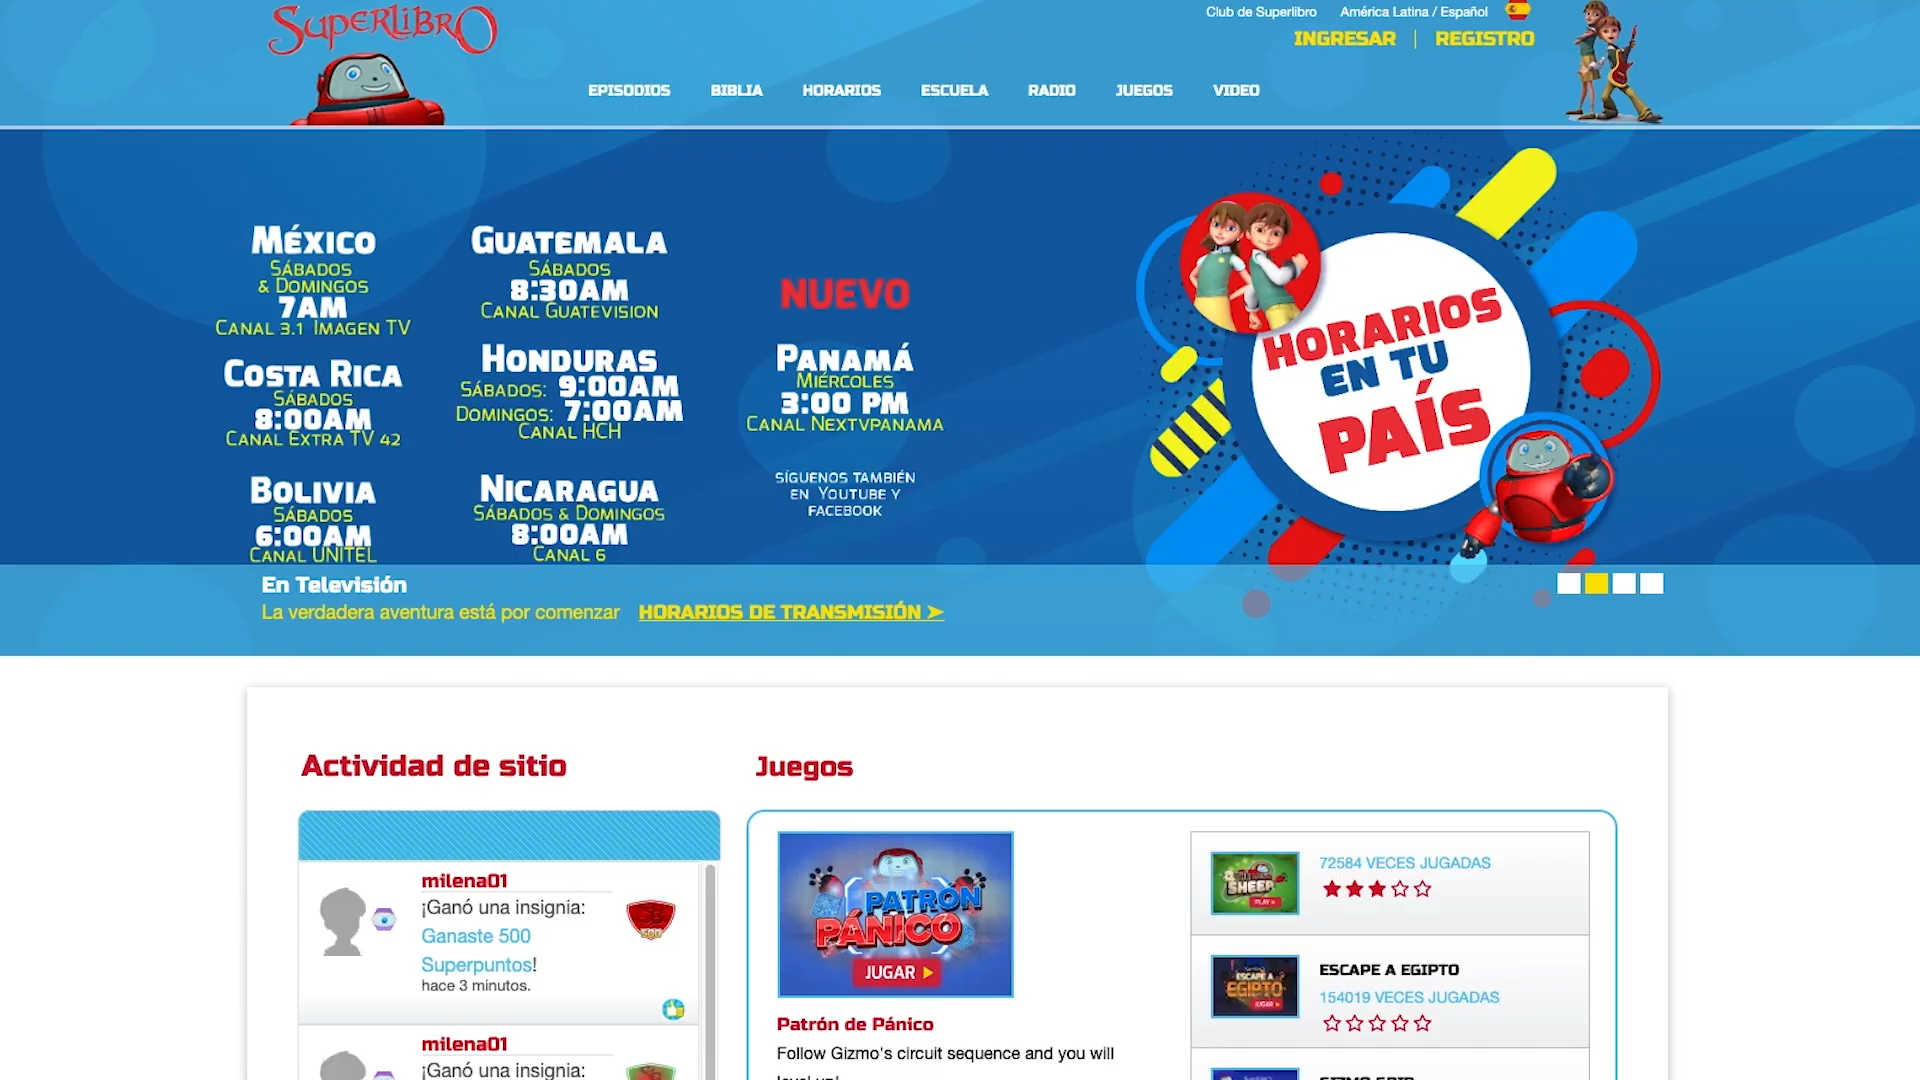 SUPERLIBRO
Club de Superlibro
América Latina / Español
INGRESAR | REGISTRO
EPISODIOS
BIBLIA
HORARIOS
ESCUELA
RADIO
JUEGOS
VIDEO
MÉXICO
SÁBADOS
& DOMINGOS
7AM
CANAL 3.1 IMAGEN TV
COSTA RICA
SÁBADOS
8:00AM
CANAL EXTRA TV 42
BOLIVIA
SÁBADOS
6:00AM
CANAL UNITEL
GUATEMALA
SÁBADOS
8:30AM
CANAL GUATEVISION
HONDURAS
SÁBADOS: 9:00AM
DOMINGOS: 7:00AM
CANAL HCH
NICARAGUA
SÁBADOS & DOMINGOS
8:00AM
CANAL 6
NUEVO
PANAMÁ
MIÉRCOLES
3:00 PM
CANAL NEXTVPANAMA
SÍGUENOS TAMBIÉN
EN YOUTUBE Y
FACEBOOK
HORARIOS
EN TU
PAÍS
En Televisión
La verdadera aventura está por comenzar HORARIOS DE TRANSMISIÓN ➤
Actividad de sitio
milena01
¡Ganó una insignia:
Ganaste 500
Superpuntos!
hace 3 minutos.
milena01
¡Ganó una insignia:
Juegos
PATRÓN
PÁNICO
JUGAR
Patrón de Pánico
Follow Gizmo's circuit sequence and you will
level up!
SHEEP
PLAY
72584 VECES JUGADAS
ESCAPE A
EGIPTO
JUGAR
ESCAPE A EGIPTO
154019 VECES JUGADAS